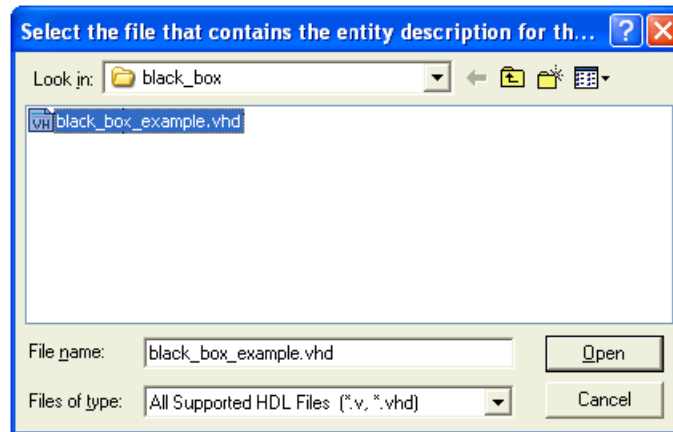 Select the file that contains the entity description for th... ?
Look in: black_box
VH black_box_example.vhd
File name: black_box_example.vhd Open
Files of type: All Supported HDL Files (*.v, *.vhd) Cancel